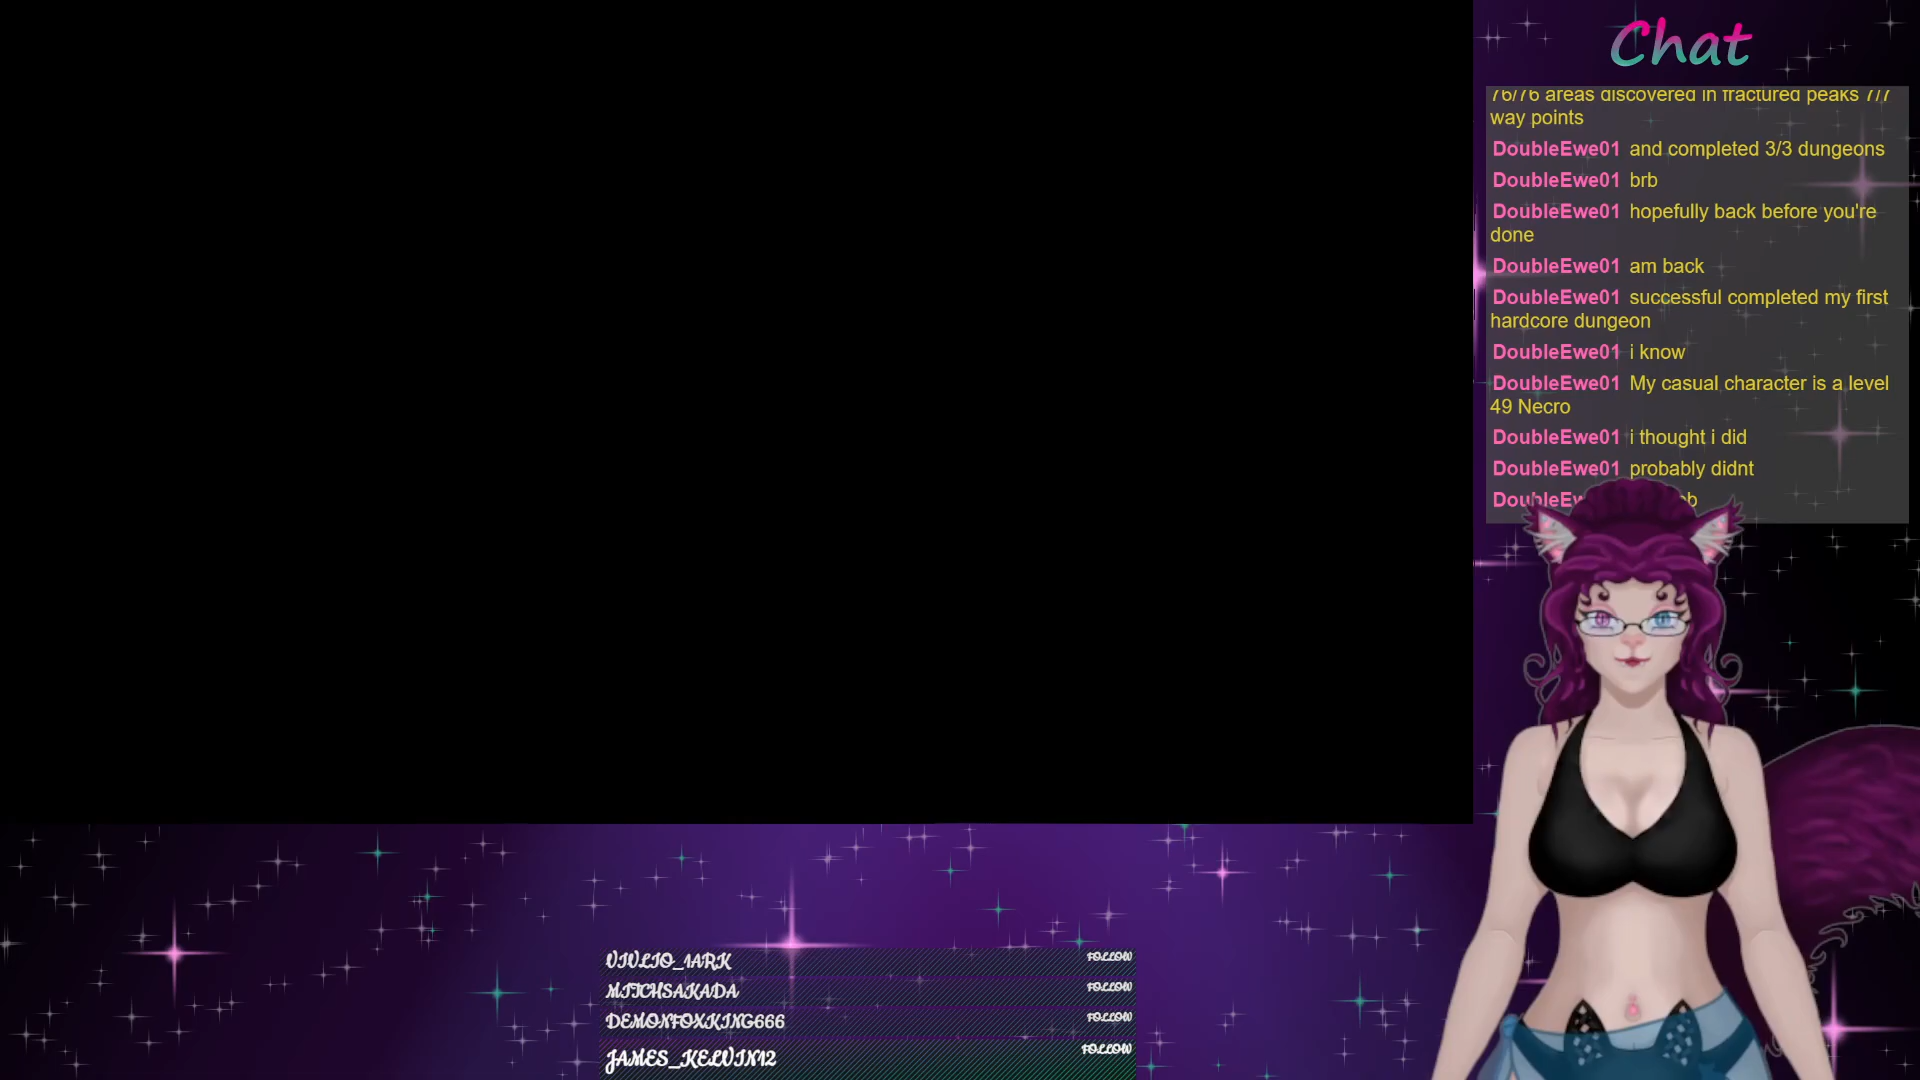 Chat
76/76 areas discovered in fractured peaks 7/7
way points
DoubleEwe01 and completed 3/3 dungeons
DoubleEwe01 brb
DoubleEwe01 hopefully back before you're
done
DoubleEwe01 am back
DoubleEwe01 successful completed my first
hardcore dungeon
DoubleEwe01 i know
DoubleEwe01 My casual character is a level
49 Necro
DoubleEwe01 i thought i did
DoubleEwe01 probably didnt
VIVLIO_1ARK FOLLOW
MITCHSAKADA FOLLOW
DEMONFOXKING666 FOLLOW
JAMES_KELVIN12 FOLLOW